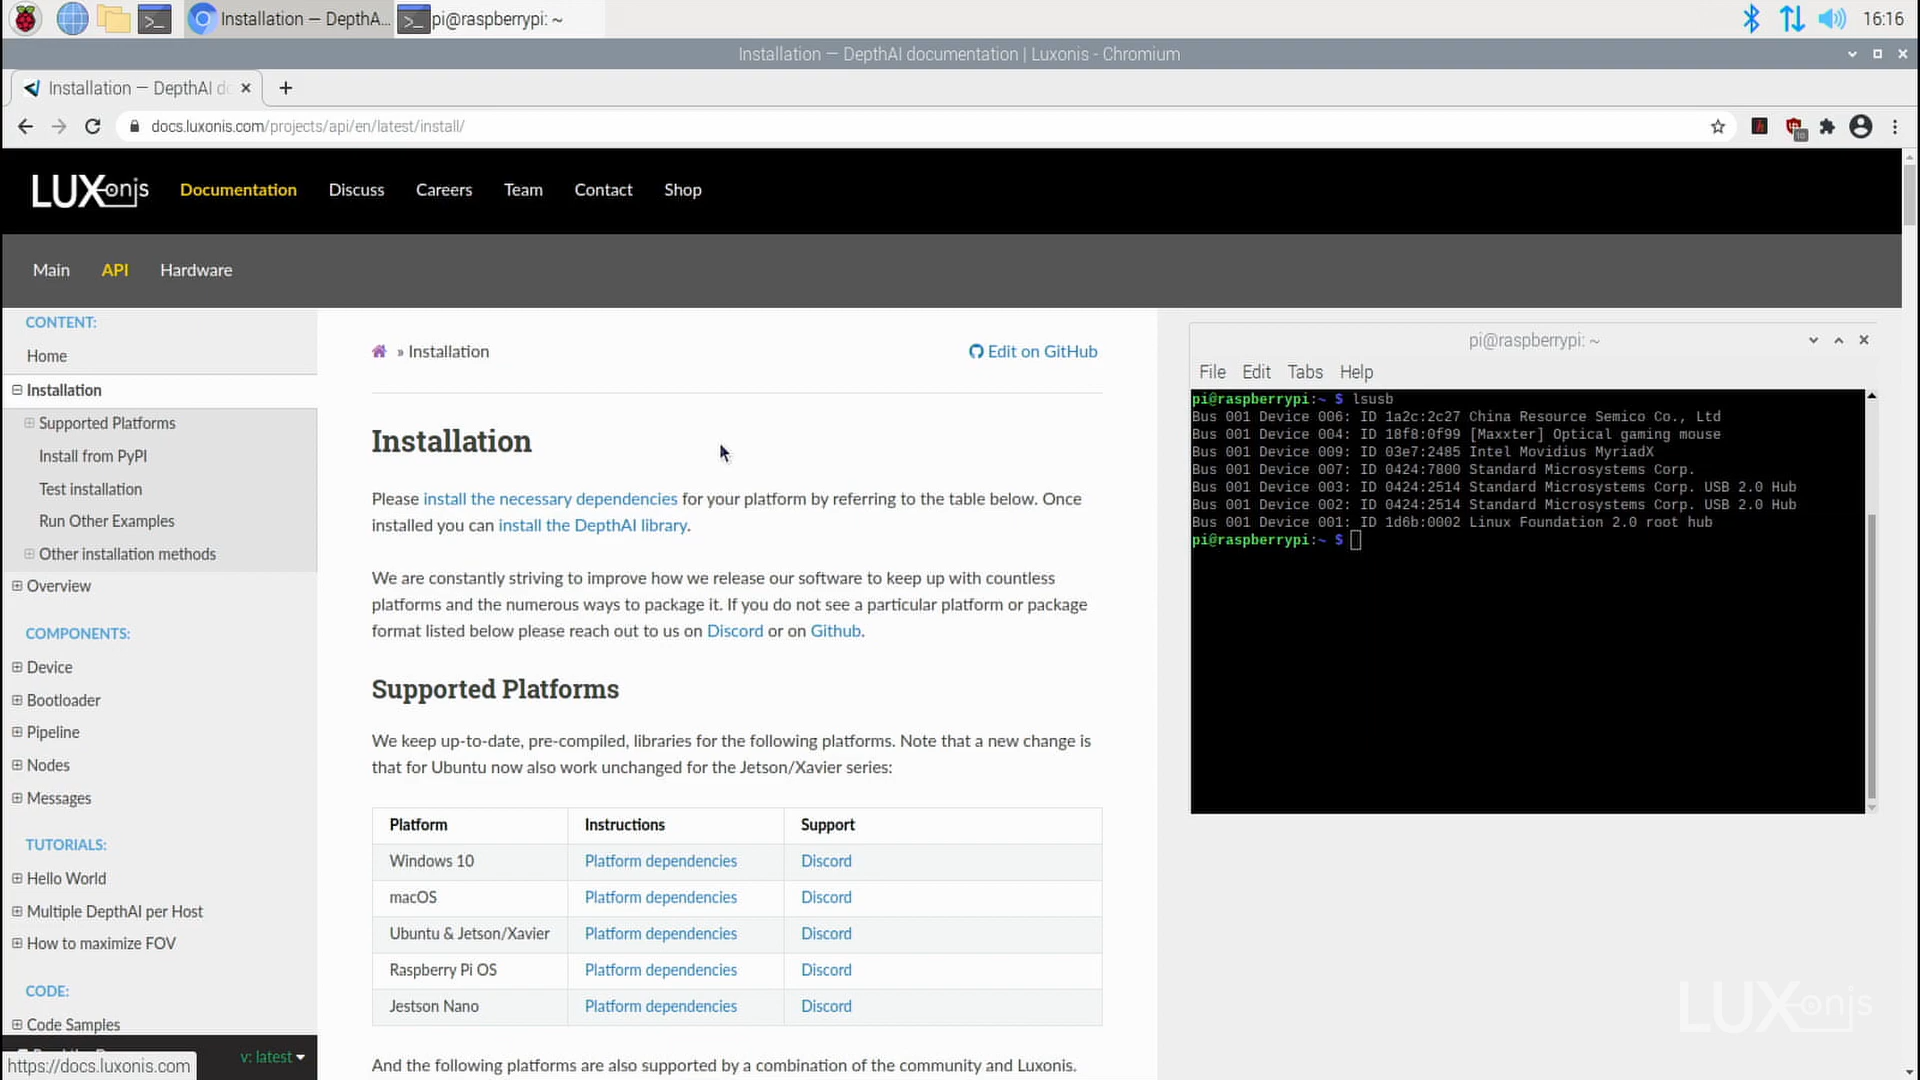 Installation — DepthA...
pi@raspberrypi: ~
16:16
Installation — DepthAI documentation | Luxonis - Chromium
Installation — DepthAI d
docs.luxonis.com/projects/api/en/latest/install/
LUXonis
Documentation
Discuss
Careers
Team
Contact
Shop
Main
API
Hardware
CONTENT:
Home
Installation
Supported Platforms
Install from PyPI
Test installation
Run Other Examples
Other installation methods
Overview
COMPONENTS:
Device
Bootloader
Pipeline
Nodes
Messages
TUTORIALS:
Hello World
Multiple DepthAI per Host
How to maximize FOV
CODE:
Code Samples
v: latest
https://docs.luxonis.com
» Installation
Edit on GitHub
Installation
Please install the necessary dependencies for your platform by referring to the table below. Once
installed you can install the DepthAI library.
We are constantly striving to improve how we release our software to keep up with countless
platforms and the numerous ways to package it. If you do not see a particular platform or package
format listed below please reach out to us on Discord or on Github.
Supported Platforms
We keep up-to-date, pre-compiled, libraries for the following platforms. Note that a new change is
that for Ubuntu now also work unchanged for the Jetson/Xavier series:
Platform Instructions Support
Windows 10 Platform dependencies Discord
macOS Platform dependencies Discord
Ubuntu & Jetson/Xavier Platform dependencies Discord
Raspberry Pi OS Platform dependencies Discord
Jestson Nano Platform dependencies Discord
And the following platforms are also supported by a combination of the community and Luxonis.
pi@raspberrypi: ~
File Edit Tabs Help
pi@raspberrypi:~ $ lsusb
Bus 001 Device 006: ID 1a2c:2c27 China Resource Semico Co., Ltd
Bus 001 Device 004: ID 18f8:0f99 [Maxxter] Optical gaming mouse
Bus 001 Device 009: ID 03e7:2485 Intel Movidius MyriadX
Bus 001 Device 007: ID 0424:7800 Standard Microsystems Corp.
Bus 001 Device 003: ID 0424:2514 Standard Microsystems Corp. USB 2.0 Hub
Bus 001 Device 002: ID 0424:2514 Standard Microsystems Corp. USB 2.0 Hub
Bus 001 Device 001: ID 1d6b:0002 Linux Foundation 2.0 root hub
pi@raspberrypi:~ $
LUXonis